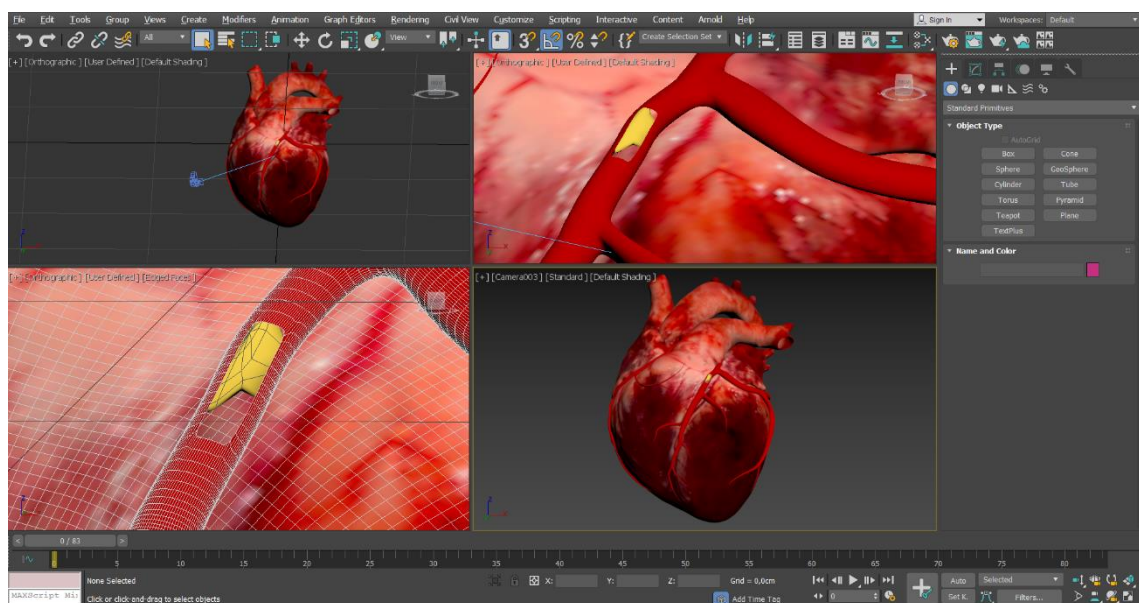 File Edit Tools Group Views Create Modifiers Animation Graph Editors Rendering Civil View Customize Scripting Interactive Content Arnold Help Sign In Workspaces: Default
All View Create Selection Set
[+] [Orthographic ] [User Defined ] [Default Shading ]
[+] [Orthographic ] [User Defined ] [Default Shading ]
Standard Primitives
Object Type
AutoGrid
Box Cone
Sphere GeoSphere
Cylinder Tube
Torus Pyramid
Teapot Plane
TextPlus
Name and Color
[+] [Orthographic ] [User Defined ] [Edged Faces ]
[+] [Camera003 ] [Standard ] [Default Shading ]
< 0 / 83 >
0 5 10 15 20 25 30 35 40 45 50 55 60 65 70 75 80
None Selected X: Y: Z: Grid = 0,0cm Auto Selected
MAXScript Mi Click or click-and-drag to select objects Add Time Tag 0 Set K. Filters...